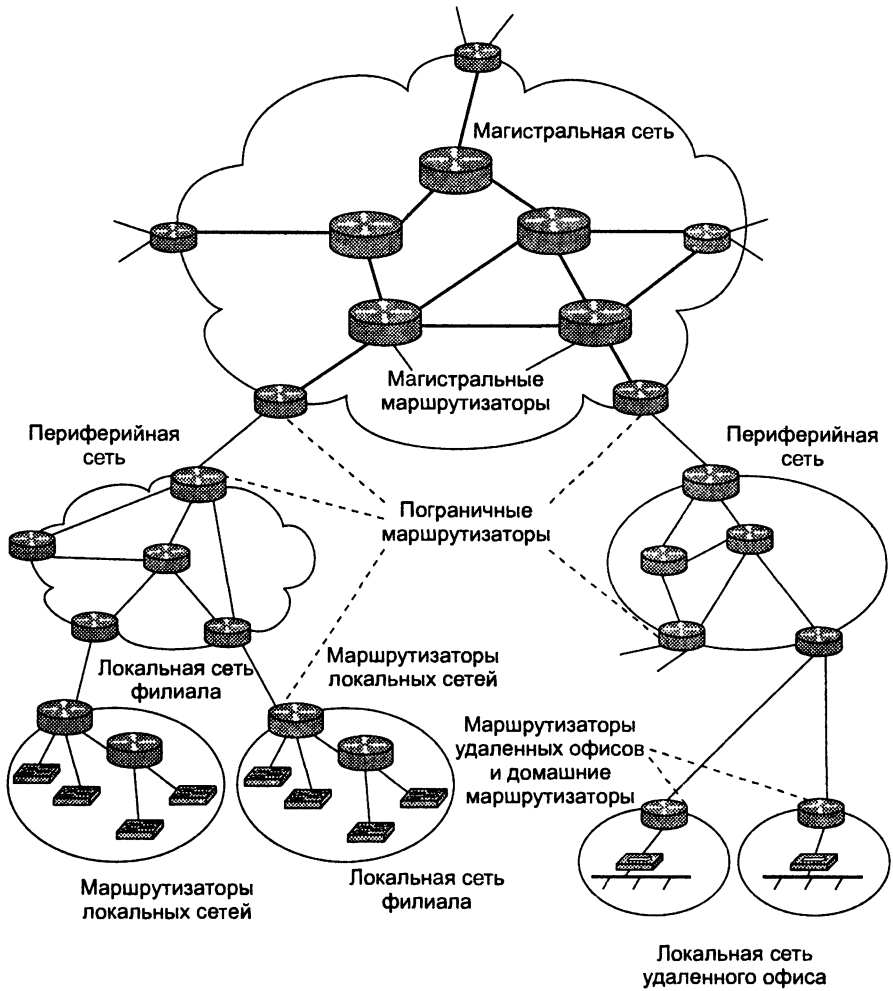 Магистральная сеть
Магистральные
маршрутизаторы
Периферийная
сеть
Периферийная
сеть
Пограничные
маршрутизаторы
Локальная сеть
филиала
Маршрутизаторы
локальных сетей
Маршрутизаторы
удаленных офисов
и домашние
маршрутизаторы
Маршрутизаторы
локальных сетей
Локальная сеть
филиала
Локальная сеть
удаленного офиса